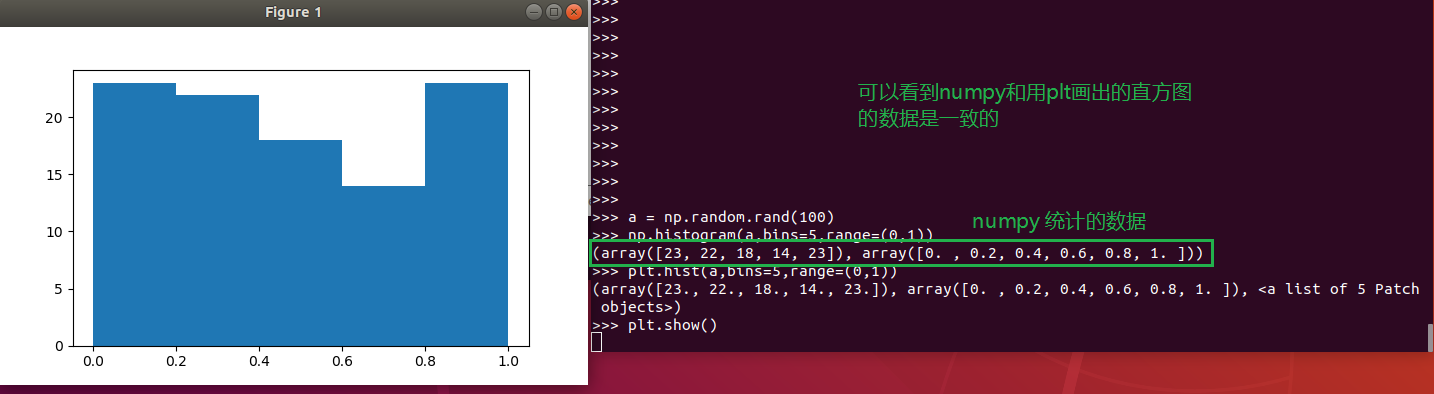 Figure 1
20
15
10
5
0
0.0 0.2 0.4 0.6 0.8 1.0
>>>
>>>
>>>
>>>
>>>
>>>
>>>
>>>
>>>
>>>
>>>
>>>
可以看到numpy和用plt画出的直方图
的数据是一致的
>>> a = np.random.rand(100)
numpy 统计的数据
>>> np.histogram(a,bins=5,range=(0,1))
(array([23, 22, 18, 14, 23]), array([0. , 0.2, 0.4, 0.6, 0.8, 1. ]))
>>> plt.hist(a,bins=5,range=(0,1))
(array([23., 22., 18., 14., 23.]), array([0. , 0.2, 0.4, 0.6, 0.8, 1. ]), <a list of 5 Patch
objects>)
>>> plt.show()